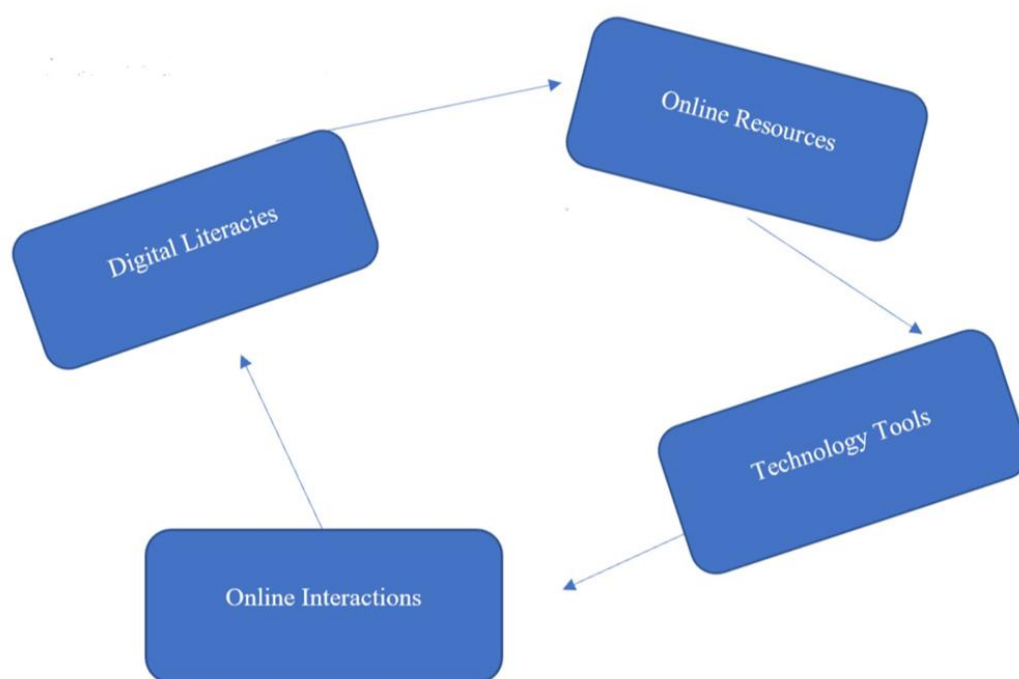 Online Resources
Digital Literacies
Technology Tools
Online Interactions